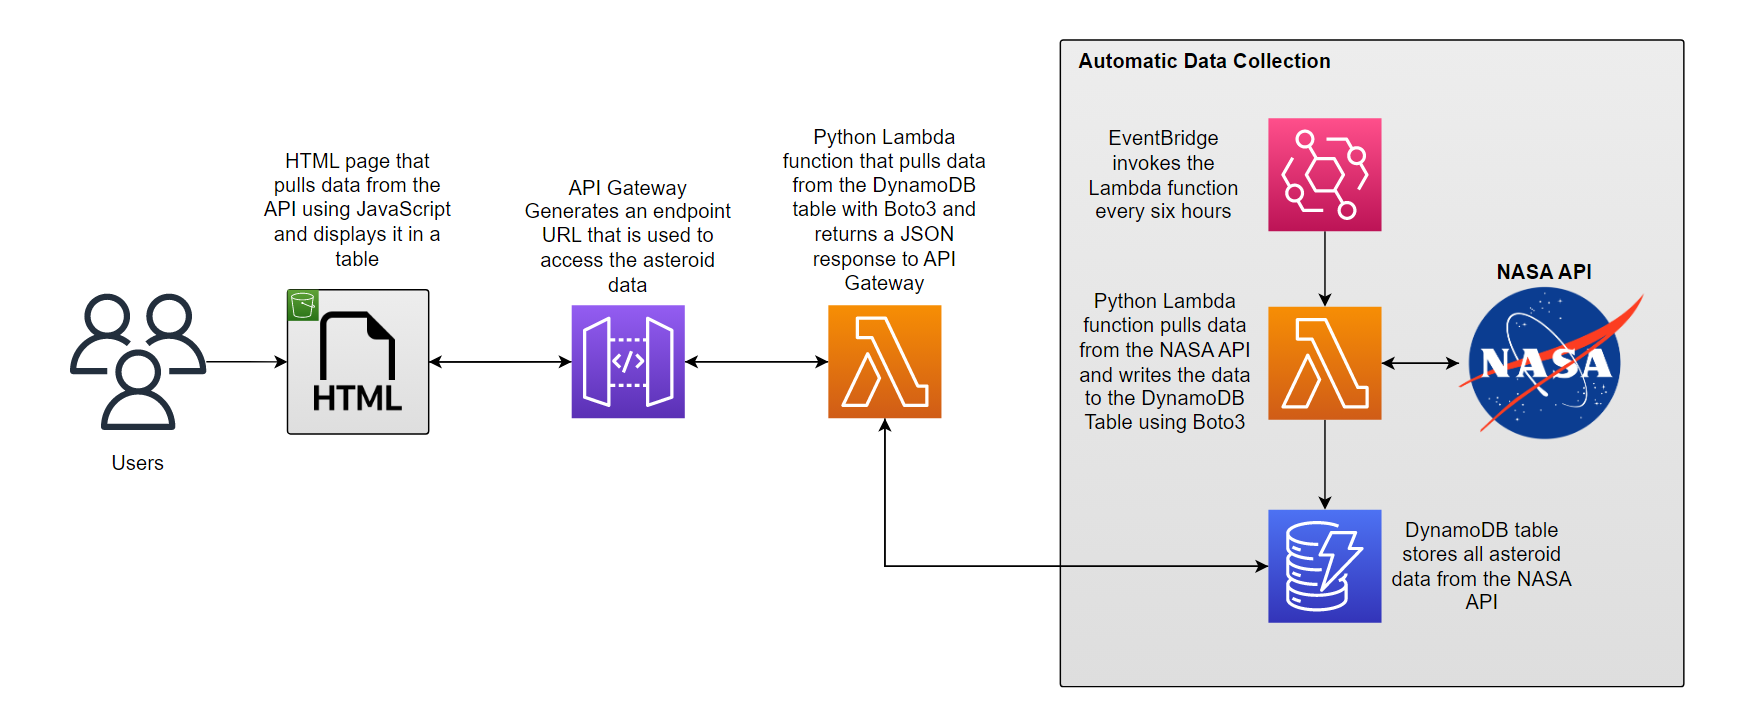 Automatic Data Collection
HTML page that
pulls data from the
API using JavaScript
and displays it in a
table
HTML
Users
API Gateway
Generates an endpoint
URL that is used to
access the asteroid
data
</>
Python Lambda
function that pulls data
from the DynamoDB
table with Boto3 and
returns a JSON
response to API
Gateway
EventBridge
invokes the
Lambda function
every six hours
Python Lambda
function pulls data
from the NASA API
and writes the data
to the DynamoDB
Table using Boto3
NASA API
NASA
DynamoDB table
stores all asteroid
data from the NASA
API